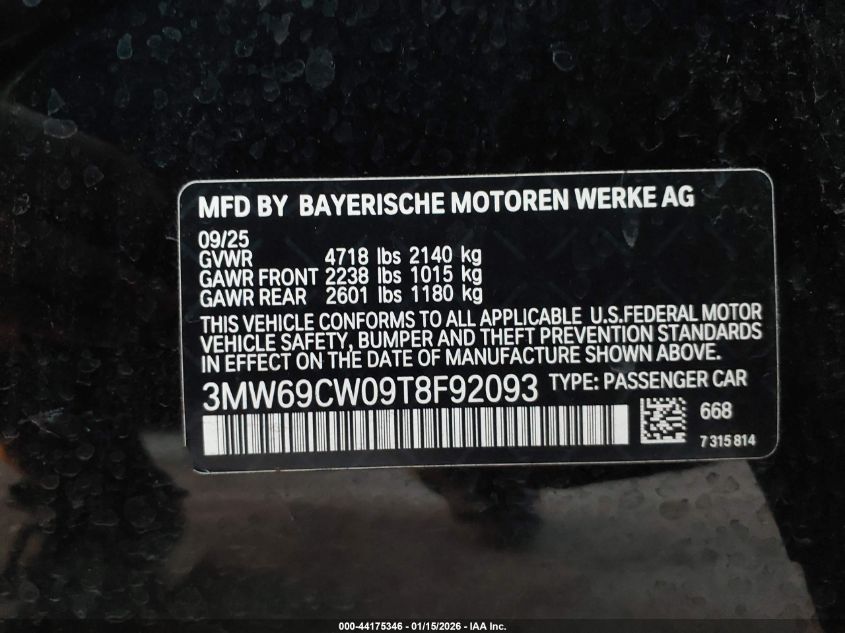 MFD BY BAYERISCHE MOTOREN WERKE AG
09/25
GVWR 4718 lbs 2140 kg
GAWR FRONT 2238 lbs 1015 kg
GAWR REAR 2601 lbs 1180 kg
THIS VEHICLE CONFORMS TO ALL APPLICABLE U.S.FEDERAL MOTOR
VEHICLE SAFETY, BUMPER AND THEFT PREVENTION STANDARDS
IN EFFECT ON THE DATE OF MANUFACTURE SHOWN ABOVE.
3MW69CW09T8F92093 TYPE: PASSENGER CAR
668
7 315 814
000-44175346 - 01/15/2026 - IAA Inc.